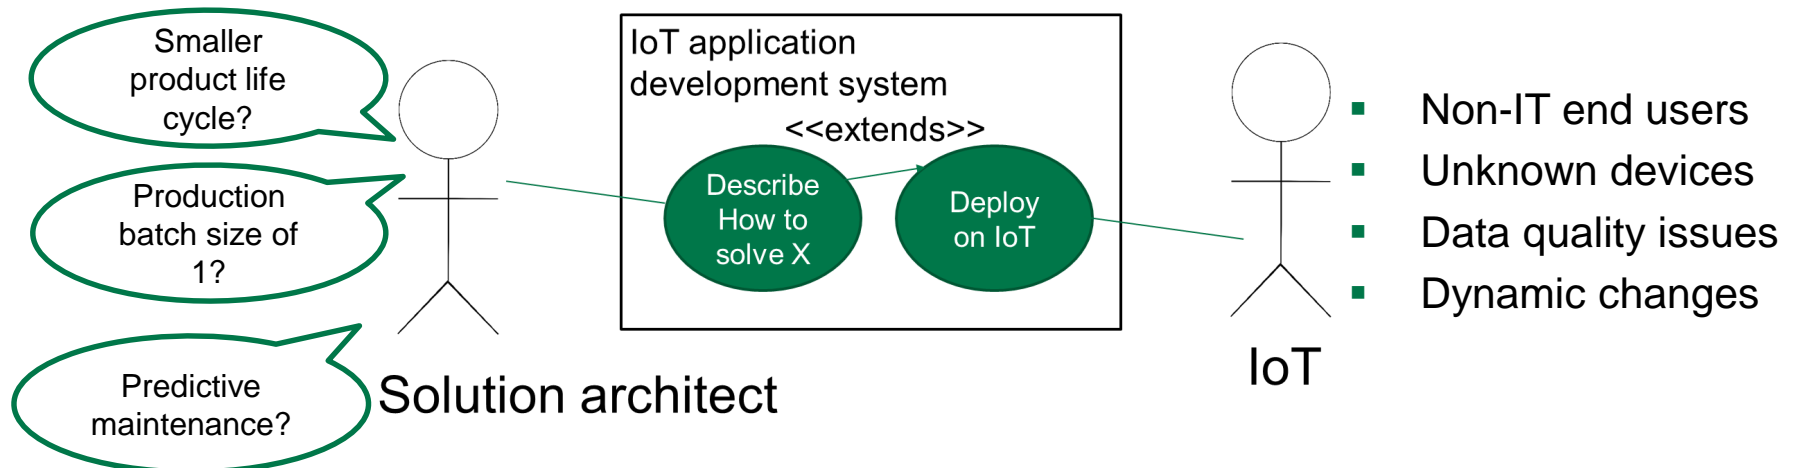 Smaller
product life
cycle?
Production
batch size of
1?
Predictive
maintenance?
Solution architect
IoT application
development system
<<extends>>
Describe
How to
solve X
Deploy
on IoT
IoT
Non-IT end users
Unknown devices
Data quality issues
Dynamic changes